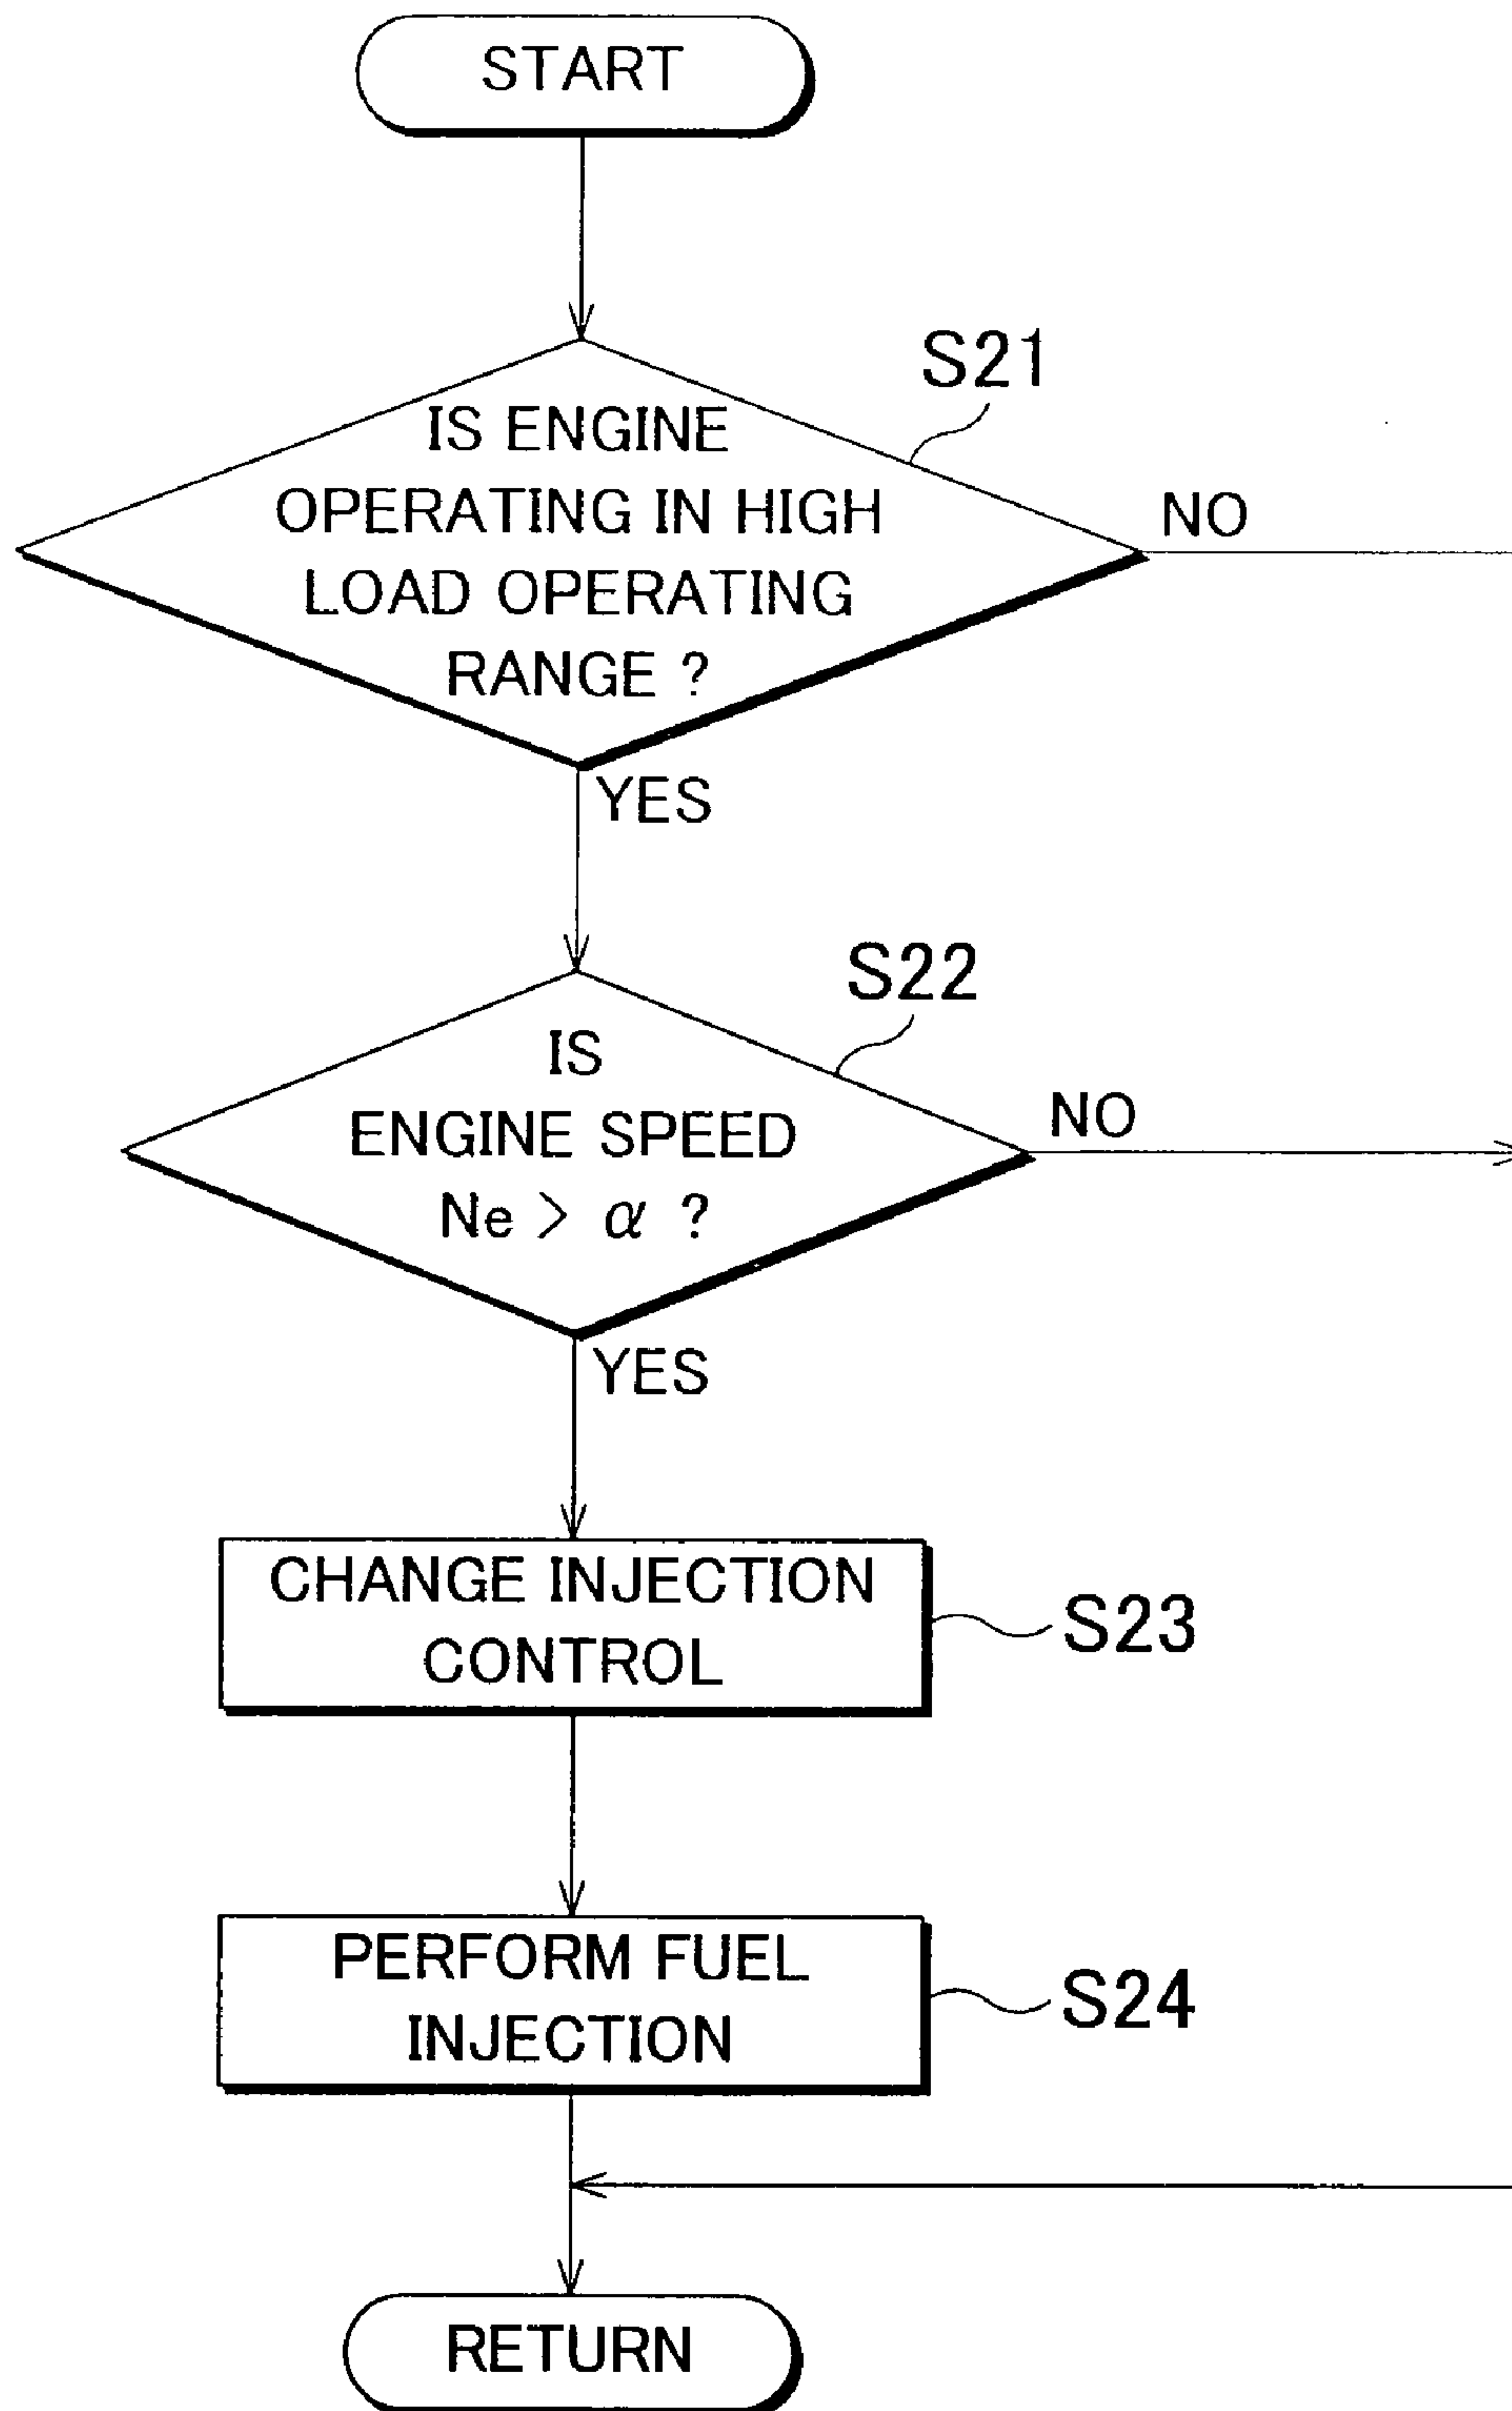 START
S21
IS ENGINE
OPERATING IN HIGH
LOAD OPERATING
RANGE ?
NO
YES
S22
IS
ENGINE SPEED
Ne > α ?
NO
YES
CHANGE INJECTION
CONTROL
S23
PERFORM FUEL
INJECTION
S24
RETURN